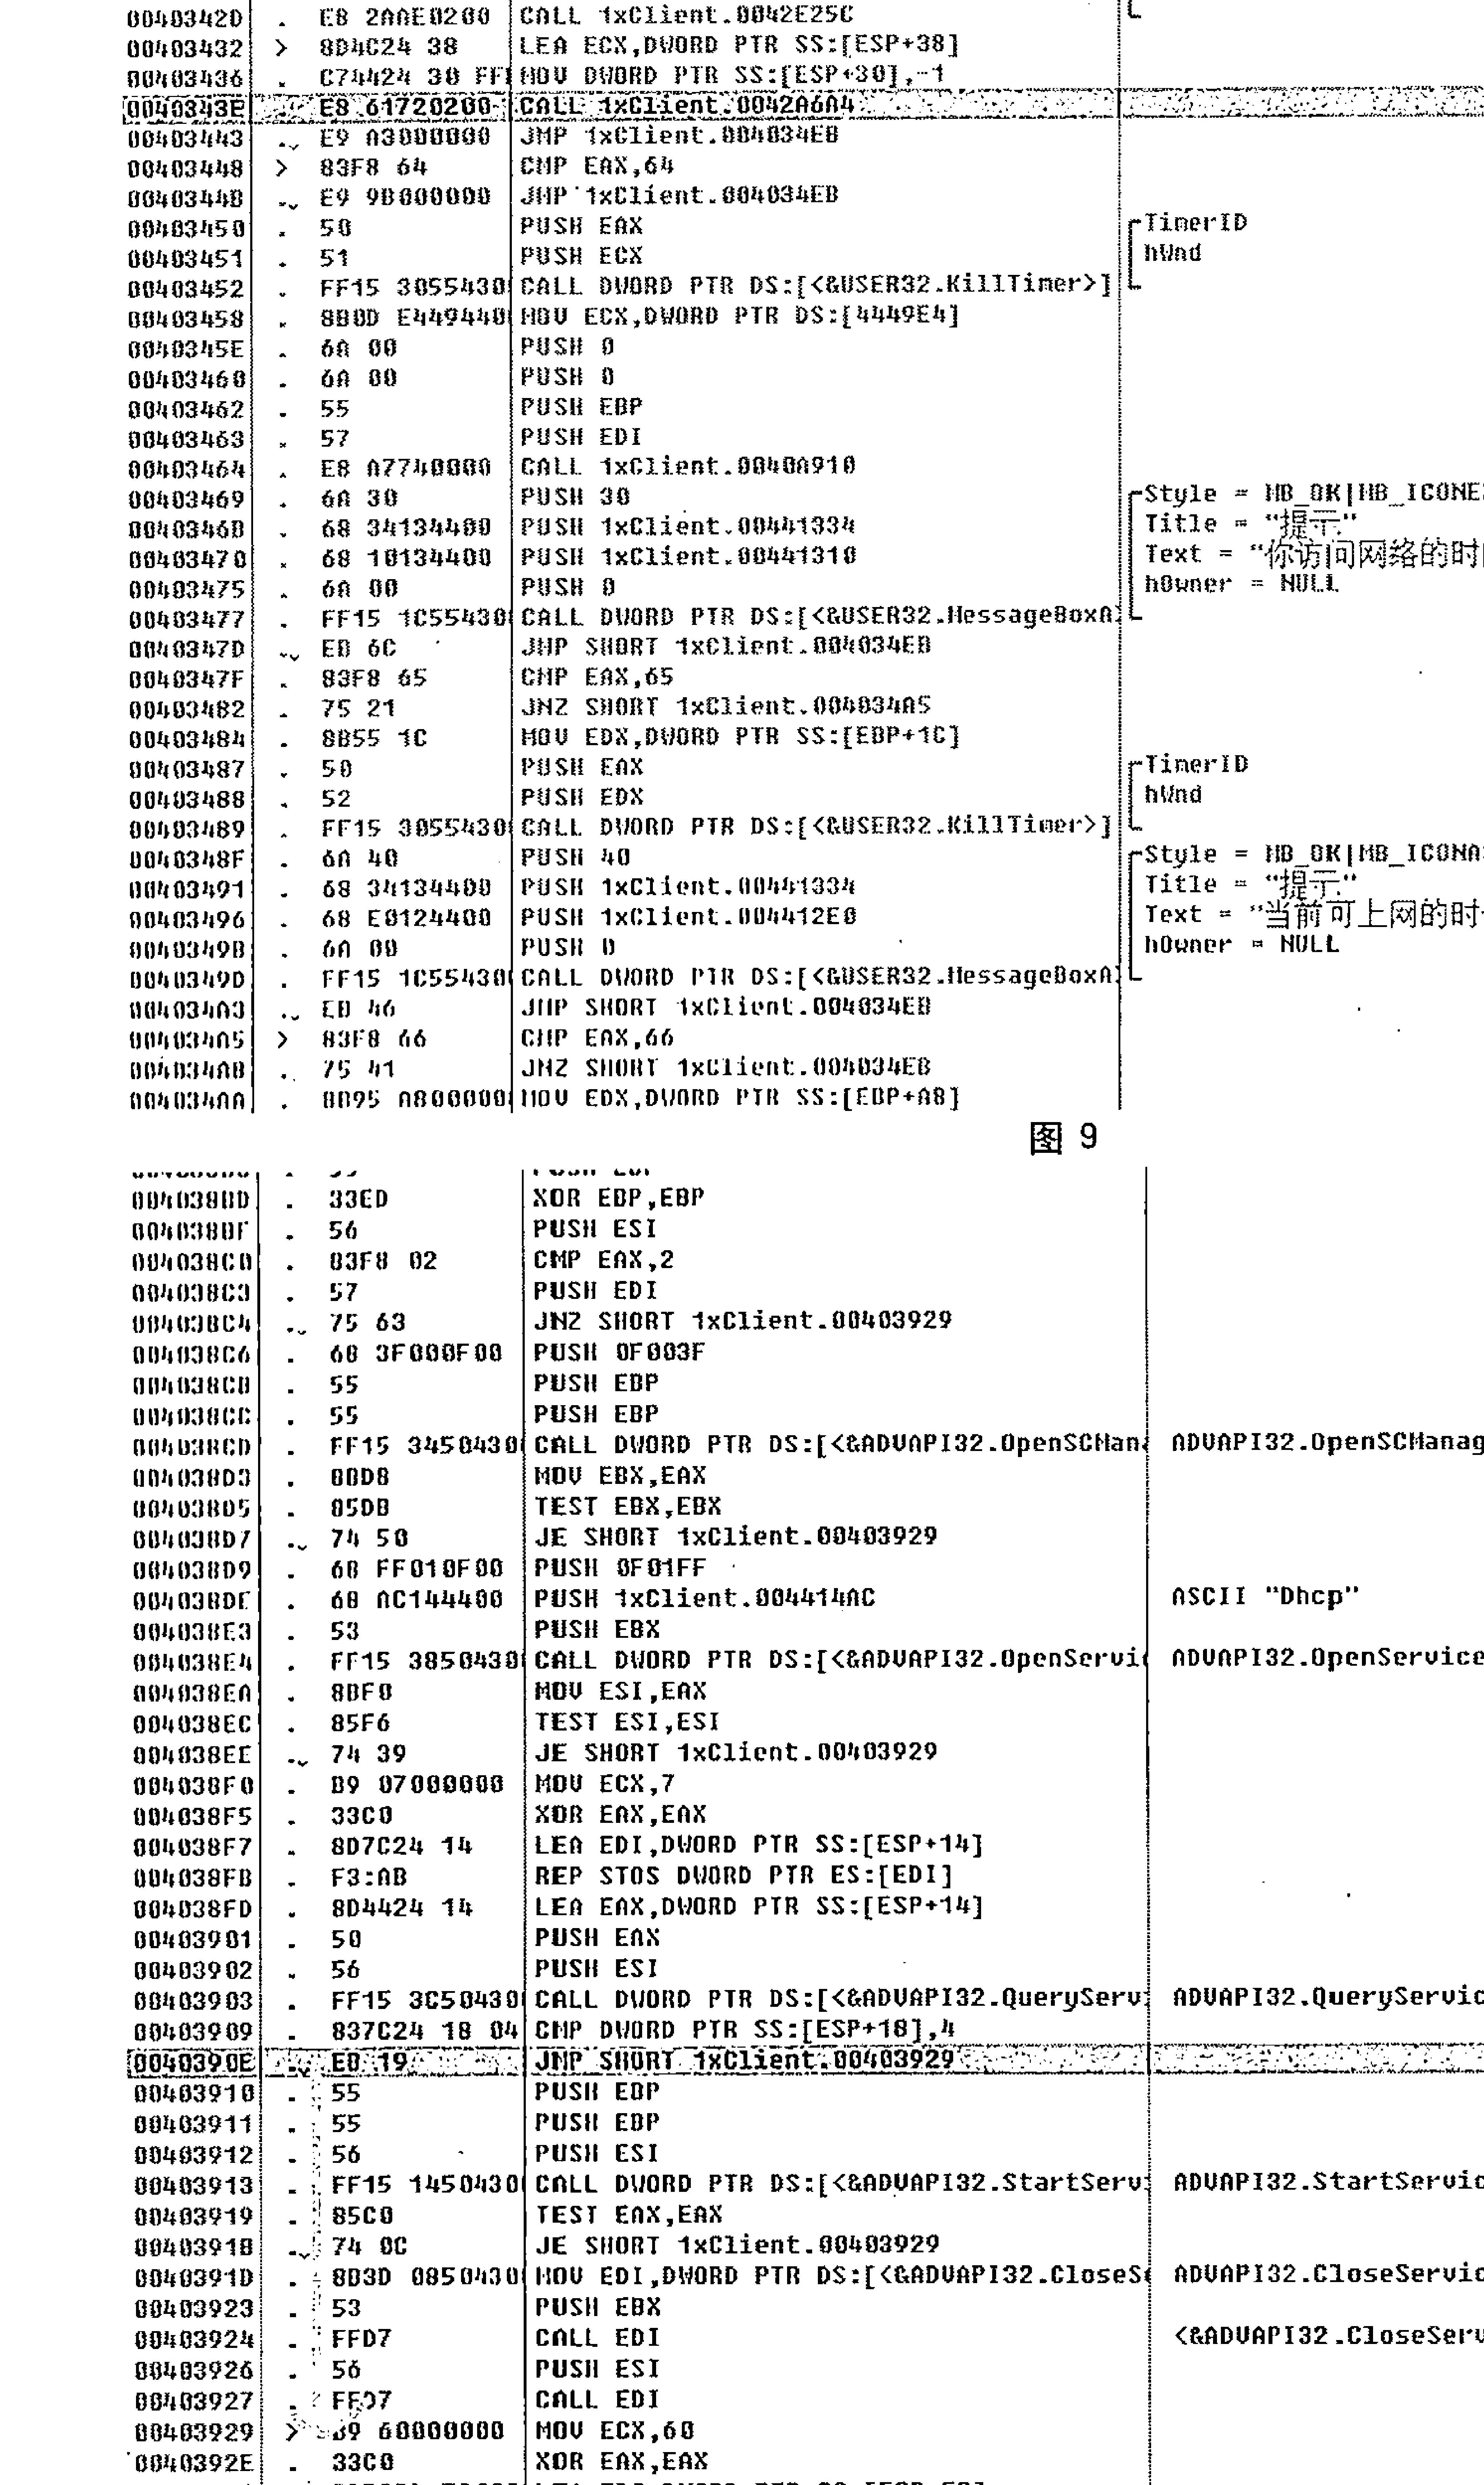 0040342D . E8 2AAE0200 CALL 1xClient.0042E25C
00403432 > 8D4C24 38 LEA ECX,DWORD PTR SS:[ESP+38]
00403436 . C74424 30 FF MOV DWORD PTR SS:[ESP+30],-1
0040343E . E8 61720200 CALL 1xClient.0042A6A4
00403443 . E9 A3000000 JMP 1xClient.004034EB
00403448 > 83F8 64 CMP EAX,64
0040344B . E9 9B000000 JMP 1xClient.004034EB
00403450 . 50 PUSH EAX TimerID
00403451 . 51 PUSH ECX hWnd
00403452 . FF15 3055430 CALL DWORD PTR DS:[<&USER32.KillTimer>]
00403458 . 8B0D E449440 MOV ECX,DWORD PTR DS:[4449E4]
0040345E . 6A 00 PUSH 0
00403460 . 6A 00 PUSH 0
00403462 . 55 PUSH EBP
00403463 . 57 PUSH EDI
00403464 . E8 A7740000 CALL 1xClient.0040A910
00403469 . 6A 30 PUSH 30 Style = MB_OK|MB_ICONE
0040346B . 68 34134400 PUSH 1xClient.00441334 Title = "提示"
00403470 . 68 10134400 PUSH 1xClient.00441310 Text = "你访问网络的时
00403475 . 6A 00 PUSH 0 hOwner = NULL
00403477 . FF15 1C55430 CALL DWORD PTR DS:[<&USER32.MessageBoxA
0040347D . EB 6C JMP SHORT 1xClient.004034EB
0040347F . 83F8 65 CMP EAX,65
00403482 . 75 21 JNZ SHORT 1xClient.004034A5
00403484 . 8B55 1C MOV EDX,DWORD PTR SS:[EBP+1C]
00403487 . 50 PUSH EAX TimerID
00403488 . 52 PUSH EDX hWnd
00403489 . FF15 3055430 CALL DWORD PTR DS:[<&USER32.KillTimer>]
0040348F . 6A 40 PUSH 40 Style = MB_OK|MB_ICONA
00403491 . 68 34134400 PUSH 1xClient.00441334 Title = "提示"
00403496 . 68 E0124400 PUSH 1xClient.004412E0 Text = "当前可上网的时
0040349B . 6A 00 PUSH 0 hOwner = NULL
0040349D . FF15 1C55430 CALL DWORD PTR DS:[<&USER32.MessageBoxA
004034A3 . EB 46 JMP SHORT 1xClient.004034EB
004034A5 > 83F8 66 CMP EAX,66
004034A8 . 75 41 JNZ SHORT 1xClient.004034EB
004034AA . 8B95 A800000 MOV EDX,DWORD PTR SS:[EBP+A8]
图 9
004038BD . 33ED XOR EBP,EBP
004038BF . 56 PUSH ESI
004038C0 . 83F8 02 CMP EAX,2
004038C3 . 57 PUSH EDI
004038C4 . 75 63 JNZ SHORT 1xClient.00403929
004038C6 . 68 3F000F00 PUSH 0F003F
004038CB . 55 PUSH EBP
004038CC . 55 PUSH EBP
004038CD . FF15 3450430 CALL DWORD PTR DS:[<&ADVAPI32.OpenSCMan ADVAPI32.OpenSCManag
004038D3 . 8BD8 MOV EBX,EAX
004038D5 . 85DB TEST EBX,EBX
004038D7 . 74 50 JE SHORT 1xClient.00403929
004038D9 . 68 FF010F00 PUSH 0F01FF
004038DE . 68 AC144400 PUSH 1xClient.004414AC ASCII "Dhcp"
004038E3 . 53 PUSH EBX
004038E4 . FF15 3850430 CALL DWORD PTR DS:[<&ADVAPI32.OpenServi ADVAPI32.OpenService
004038EA . 8BF0 MOV ESI,EAX
004038EC . 85F6 TEST ESI,ESI
004038EE . 74 39 JE SHORT 1xClient.00403929
004038F0 . B9 07000000 MOV ECX,7
004038F5 . 33C0 XOR EAX,EAX
004038F7 . 8D7C24 14 LEA EDI,DWORD PTR SS:[ESP+14]
004038FB . F3:AB REP STOS DWORD PTR ES:[EDI]
004038FD . 8D4424 14 LEA EAX,DWORD PTR SS:[ESP+14]
00403901 . 50 PUSH EAX
00403902 . 56 PUSH ESI
00403903 . FF15 3C50430 CALL DWORD PTR DS:[<&ADVAPI32.QueryServ ADVAPI32.QueryServic
00403909 . 837C24 18 04 CMP DWORD PTR SS:[ESP+18],4
0040390E . EB 19 JMP SHORT 1xClient.00403929
00403910 . 55 PUSH EBP
00403911 . 55 PUSH EBP
00403912 . 56 PUSH ESI
00403913 . FF15 1450430 CALL DWORD PTR DS:[<&ADVAPI32.StartServ ADVAPI32.StartServic
00403919 . 85C0 TEST EAX,EAX
0040391B . 74 0C JE SHORT 1xClient.00403929
0040391D . 8B3D 0850430 MOV EDI,DWORD PTR DS:[<&ADVAPI32.CloseS ADVAPI32.CloseServic
00403923 . 53 PUSH EBX
00403924 . FFD7 CALL EDI <&ADVAPI32.CloseServ
00403926 . 56 PUSH ESI
00403927 . FFD7 CALL EDI
00403929 > B9 60000000 MOV ECX,60
0040392E . 33C0 XOR EAX,EAX